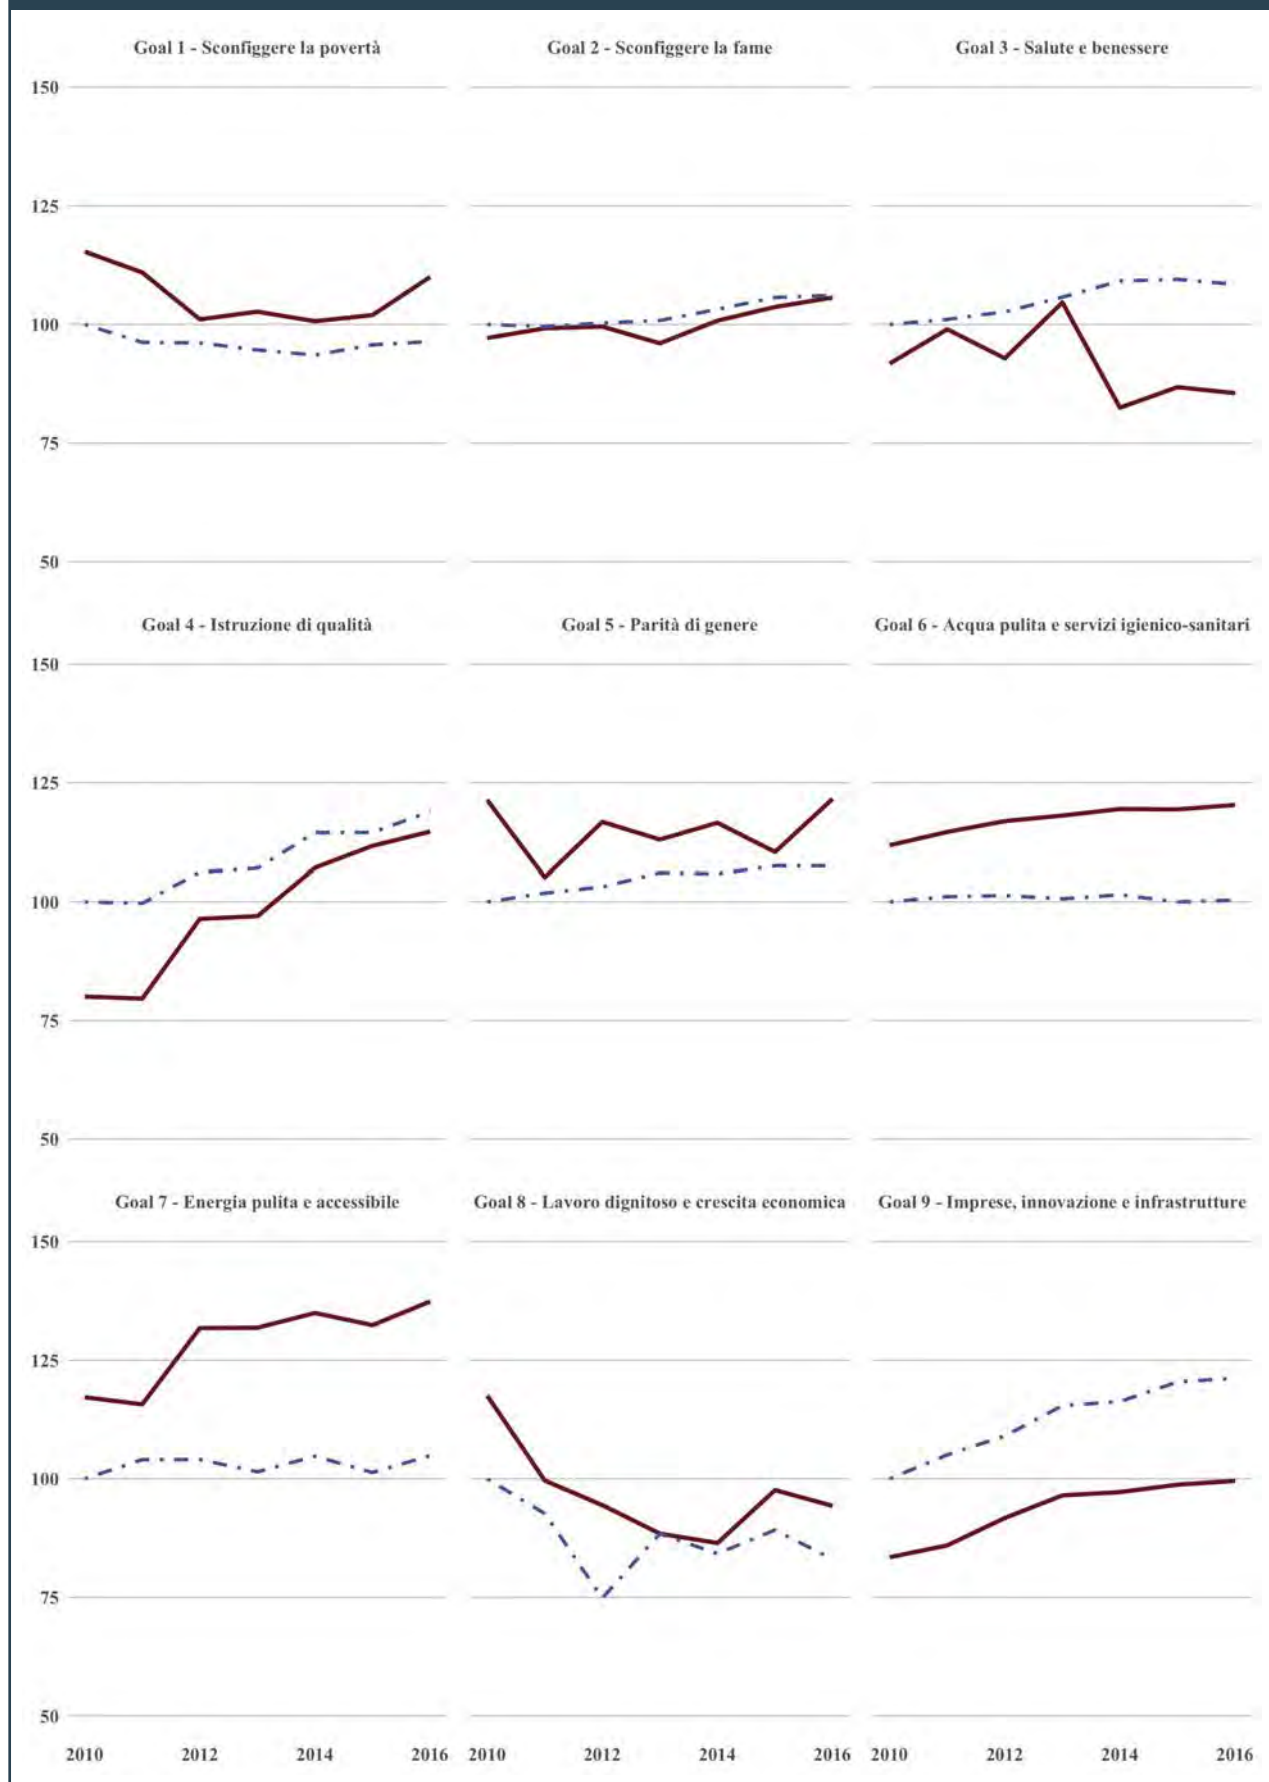 Goal 1 - Sconfiggere la povertà
Goal 2 - Sconfiggere la fame
Goal 3 - Salute e benessere
150
125
100
75
50
Goal 4 - Istruzione di qualità
Goal 5 - Parità di genere
Goal 6 - Acqua pulita e servizi igienico-sanitari
150
125
100
75
50
Goal 7 - Energia pulita e accessibile
Goal 8 - Lavoro dignitoso e crescita economica
Goal 9 - Imprese, innovazione e infrastrutture
150
125
100
75
50
2010 2012 2014 2016
2010 2012 2014 2016
2010 2012 2014 2016